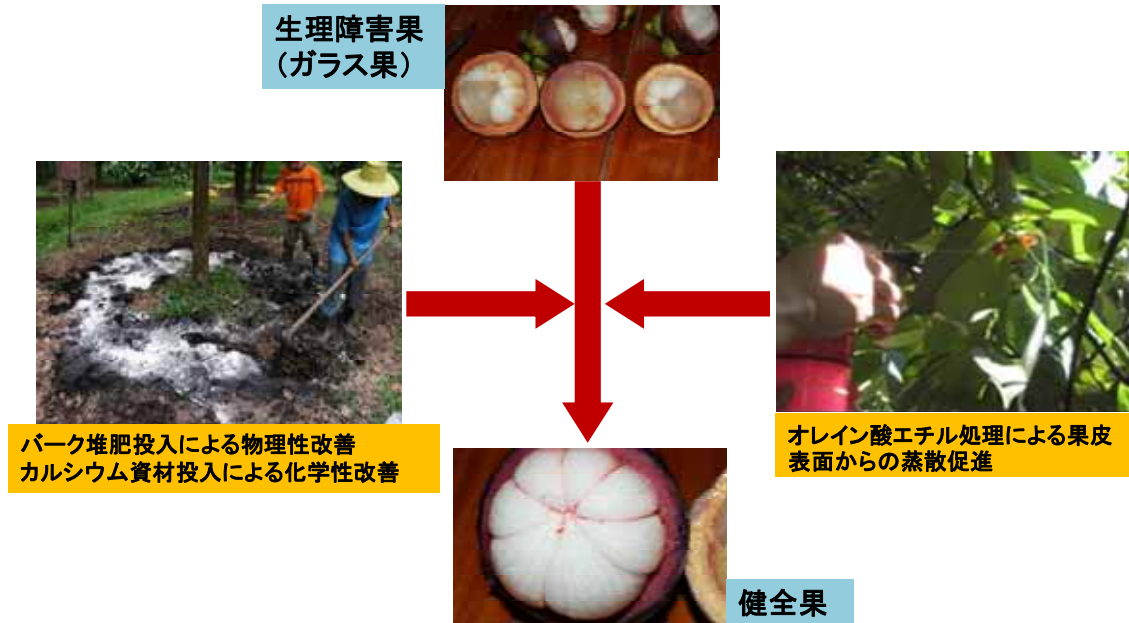 生理障害果
（ガラス果）
バーク堆肥投入による物理性改善
カルシウム資材投入による化学性改善
オレイン酸エチル処理による果皮
表面からの蒸散促進
健全果